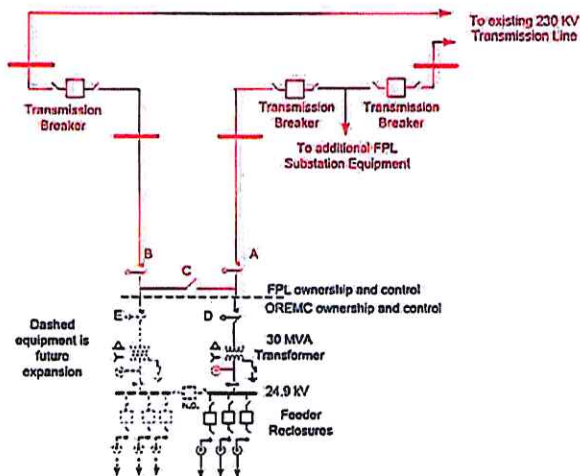 To existing 230 KV
Transmission Line
Transmission
Breaker
Transmission
Breaker
Transmission
Breaker
To additional FPL
Substation Equipment
B
A
C
FPL ownership and control
OREMC ownership and control
E
D
Dashed
equipment is
future
expansion
30 MVA
Transformer
24.9 kV
Feeder
Reclosures